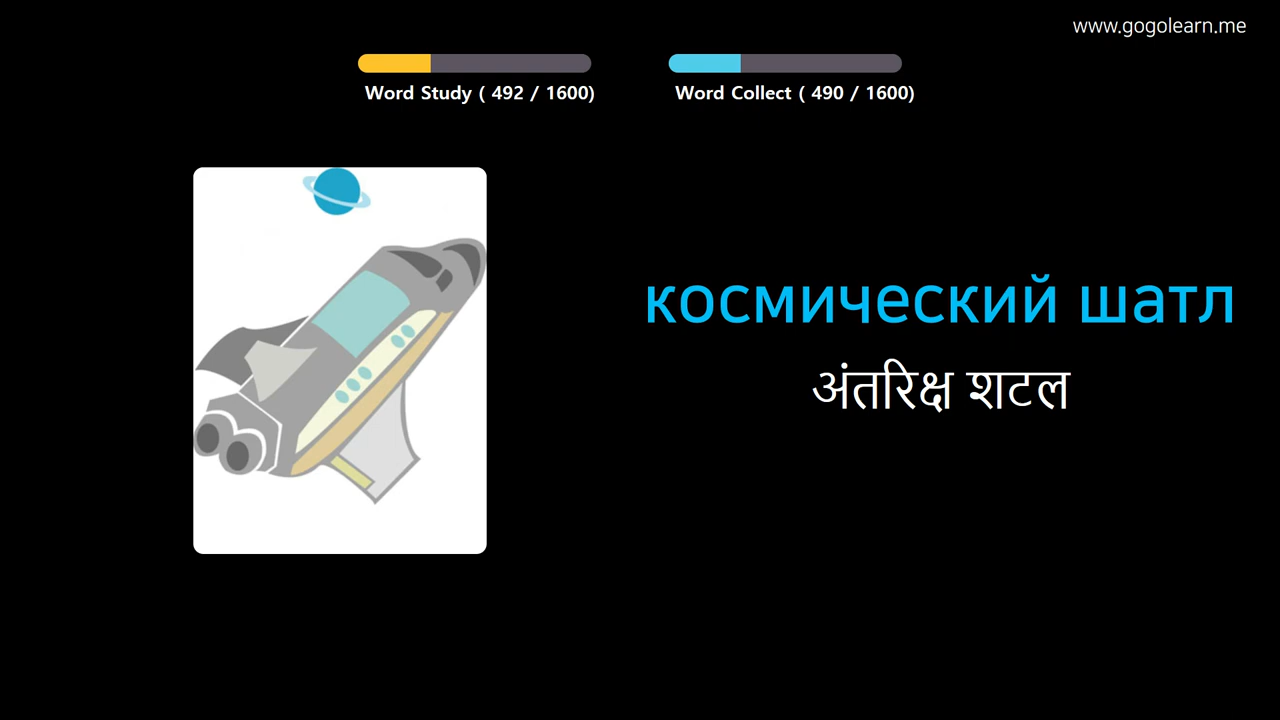 www.gogolearn.me
Word Study ( 492 / 1600)
Word Collect ( 490 / 1600)
космический шатл
अंतरिक्ष शटल